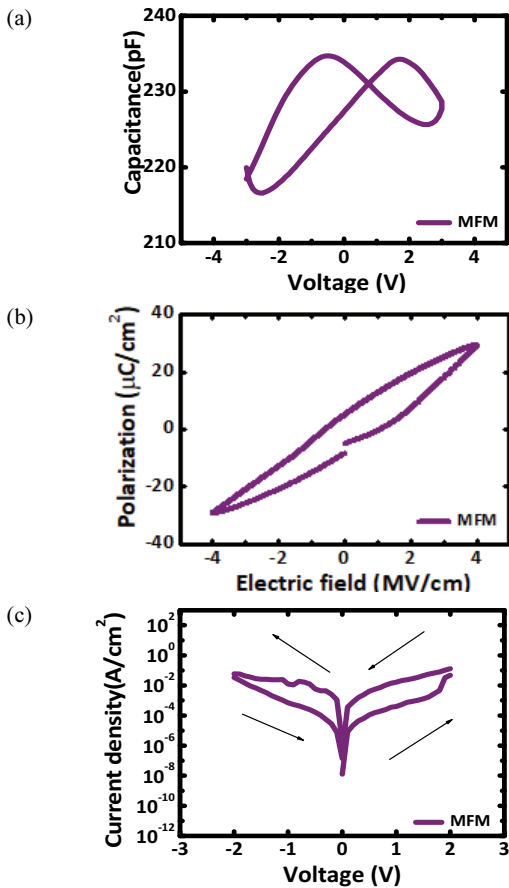 (a)
Capacitance(pF)
240
230
220
210
-4 -2 0 2 4
Voltage (V)
MFM
(b)
Polarization (μC/cm²)
40
20
0
-20
-40
-4 -2 0 2 4
Electric field (MV/cm)
MFM
(c)
Current density(A/cm²)
10²
10⁰
10⁻²
10⁻⁴
10⁻⁶
10⁻⁸
10⁻¹⁰
10⁻¹²
-3 -2 -1 0 1 2 3
Voltage (V)
MFM